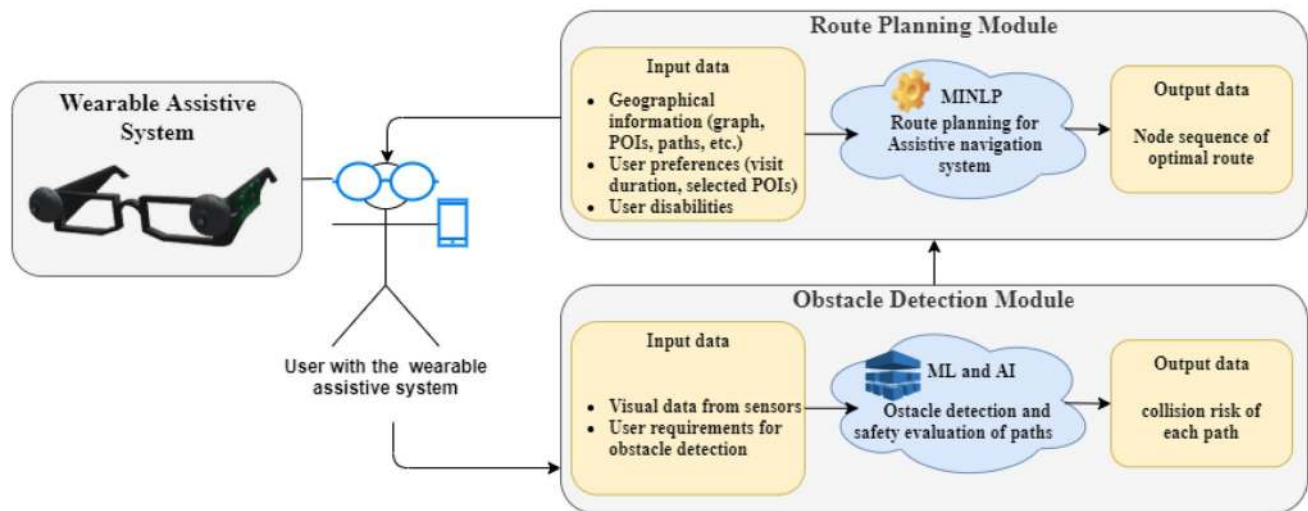 Wearable Assistive
System
User with the wearable
assistive system
Route Planning Module
Input data
• Geographical
information (graph,
POIs, paths, etc.)
• User preferences (visit
duration, selected POIs)
• User disabilities
MINLP
Route planning for
Assistive navigation
system
Output data
Node sequence of
optimal route
Obstacle Detection Module
Input data
• Visual data from sensors
• User requirements for
obstacle detection
ML and AI
Ostacle detection and
safety evaluation of paths
Output data
collision risk of
each path